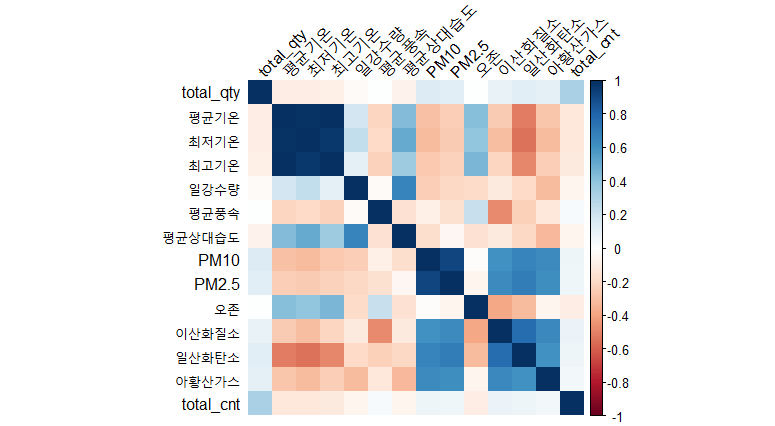 total_qty
평균기온
최저기온
최고기온
일강수량
평균풍속
평균상대습도
PM10
PM2.5
오존
이산화질소
일산화탄소
아황산가스
total_cnt
total_qty
평균기온
최저기온
최고기온
일강수량
평균풍속
평균상대습도
PM10
PM2.5
오존
이산화질소
일산화탄소
아황산가스
total_cnt
1
0.8
0.6
0.4
0.2
0
-0.2
-0.4
-0.6
-0.8
-1